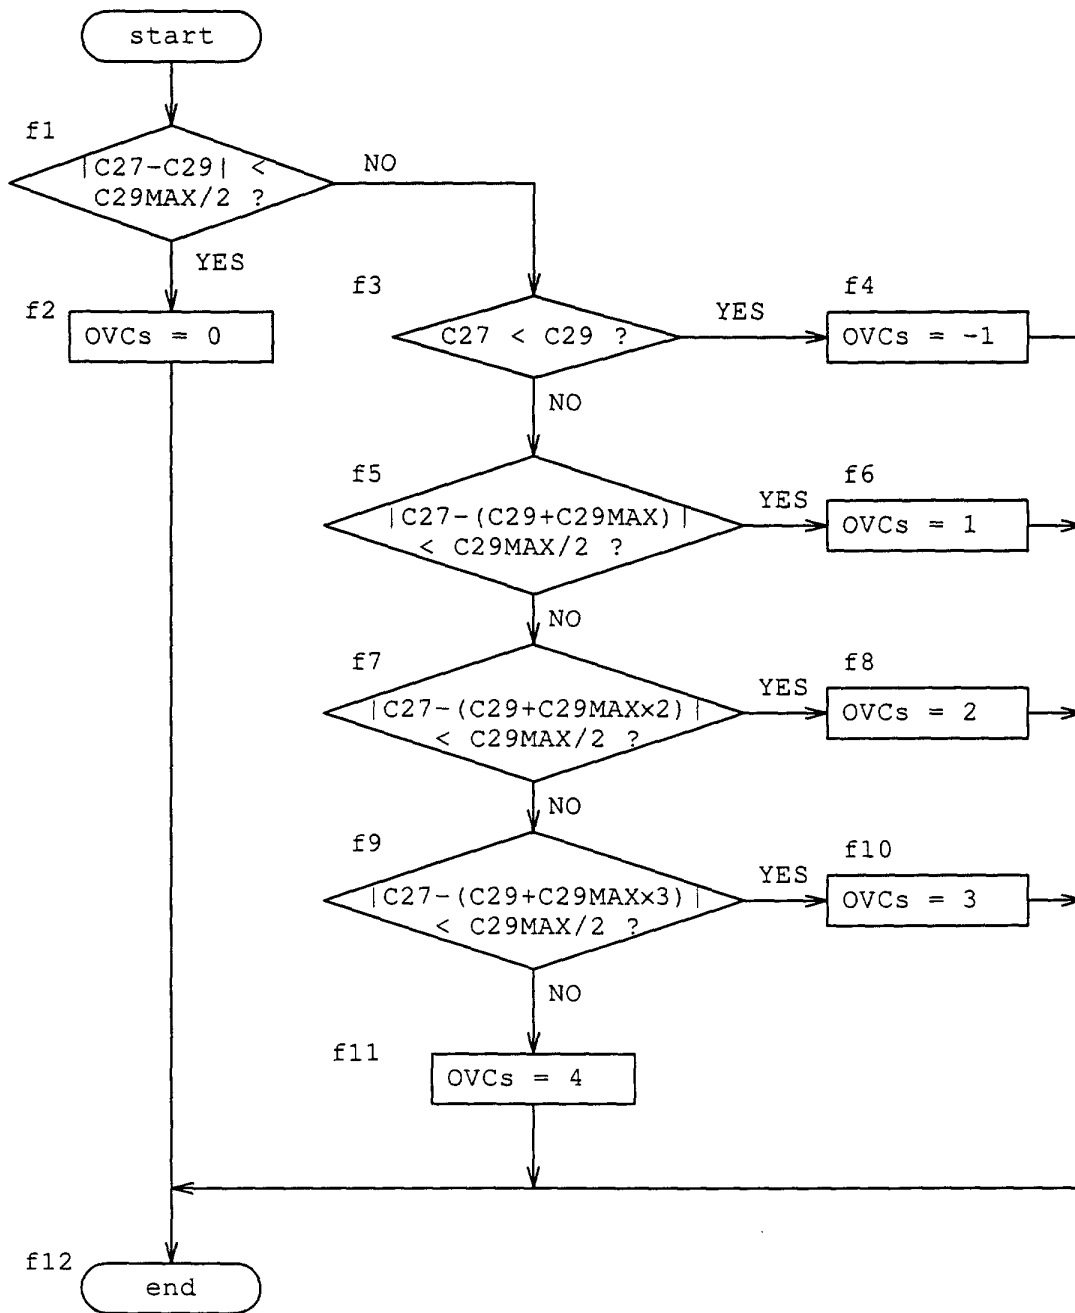 start
f1
|C27-C29| <
C29MAX/2 ?
NO
YES
f2
OVCs = 0
f3
C27 < C29 ?
YES
f4
OVCs = -1
NO
f5
|C27-(C29+C29MAX)|
< C29MAX/2 ?
YES
f6
OVCs = 1
NO
f7
|C27-(C29+C29MAX×2)|
< C29MAX/2 ?
YES
f8
OVCs = 2
NO
f9
|C27-(C29+C29MAX×3)|
< C29MAX/2 ?
YES
f10
OVCs = 3
NO
f11
OVCs = 4
f12
end